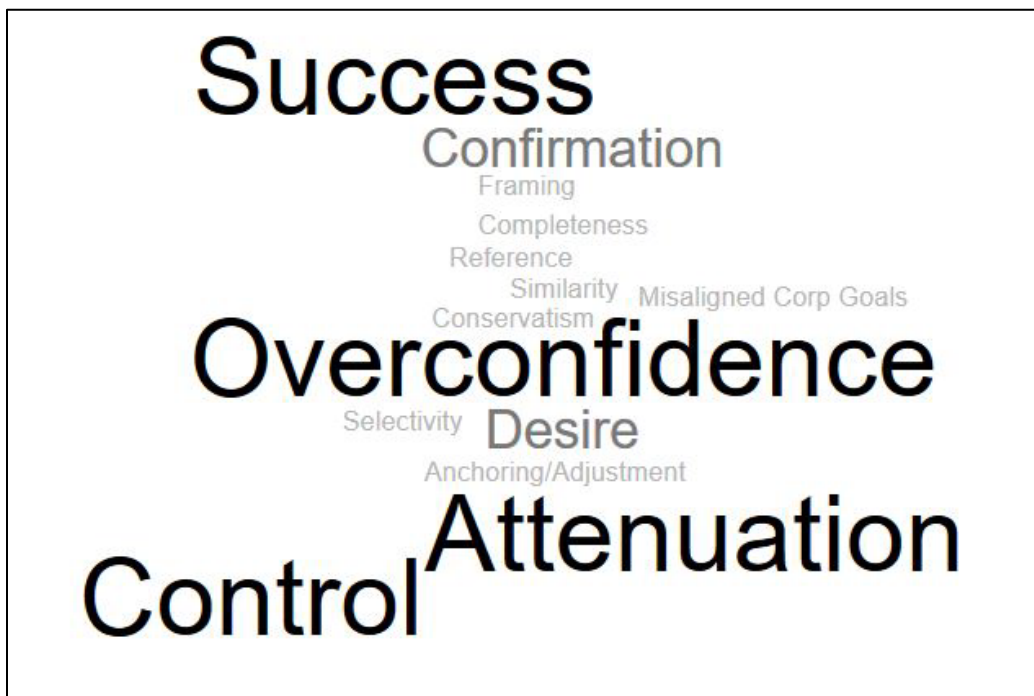 Success
Confirmation
Framing
Completeness
Reference
Similarity
Misaligned Corp Goals
Conservatism
Overconfidence
Selectivity
Desire
Anchoring/Adjustment
Attenuation
Control